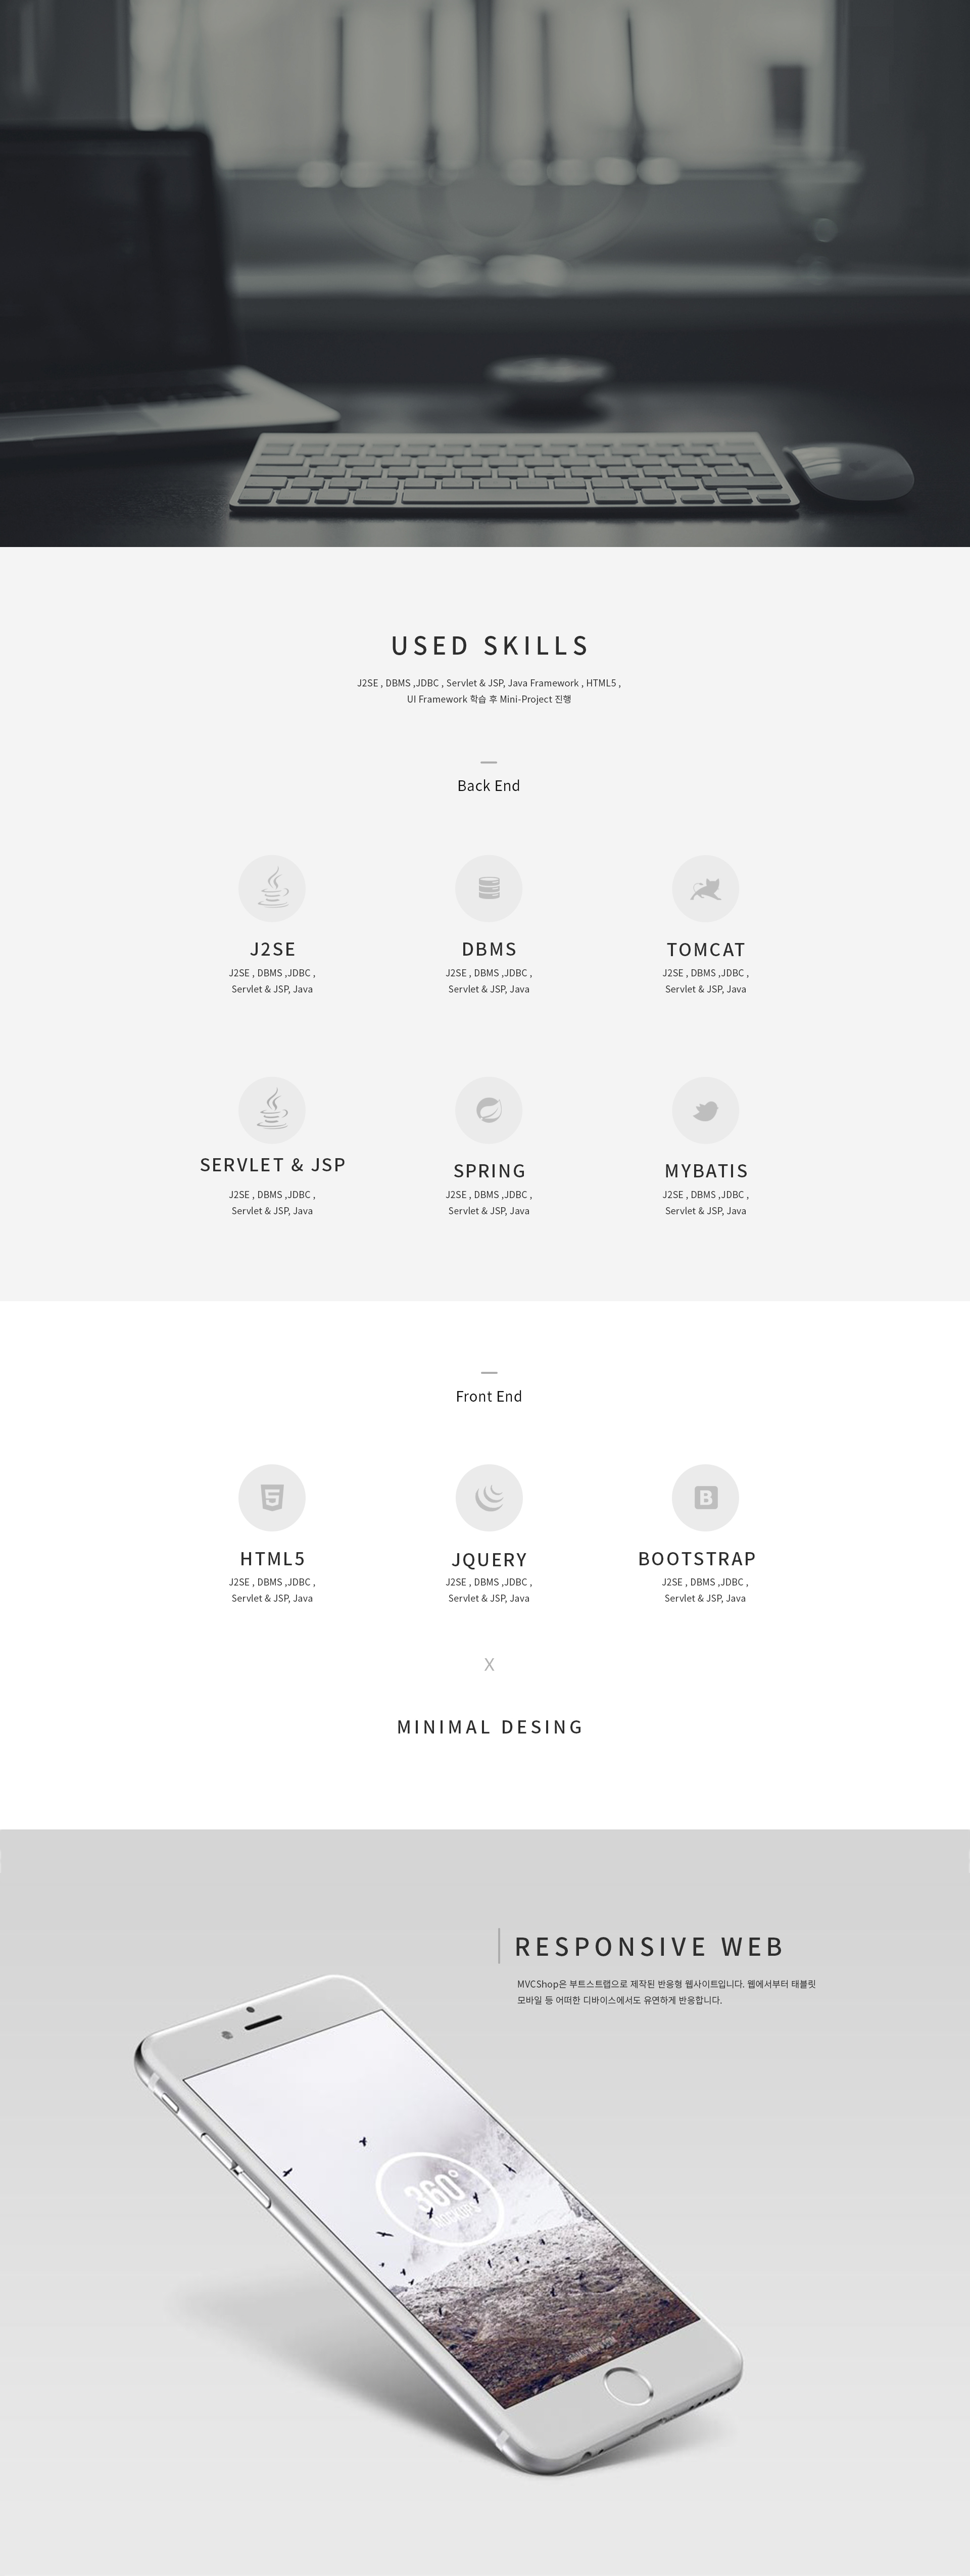 USED SKILLS
J2SE , DBMS ,JDBC , Servlet & JSP, Java Framework , HTML5 ,
UI Framework 학습 후 Mini-Project 진행
Back End
J2SE
J2SE , DBMS ,JDBC ,
Servlet & JSP, Java
DBMS
J2SE , DBMS ,JDBC ,
Servlet & JSP, Java
TOMCAT
J2SE , DBMS ,JDBC ,
Servlet & JSP, Java
SERVLET & JSP
J2SE , DBMS ,JDBC ,
Servlet & JSP, Java
SPRING
J2SE , DBMS ,JDBC ,
Servlet & JSP, Java
MYBATIS
J2SE , DBMS ,JDBC ,
Servlet & JSP, Java
Front End
5
HTML5
J2SE , DBMS ,JDBC ,
Servlet & JSP, Java
JQUERY
J2SE , DBMS ,JDBC ,
Servlet & JSP, Java
B
BOOTSTRAP
J2SE , DBMS ,JDBC ,
Servlet & JSP, Java
X
MINIMAL DESING
RESPONSIVE WEB
MVCShop은 부트스트랩으로 제작된 반응형 웹사이트입니다. 웹에서부터 태블릿
모바일 등 어떠한 디바이스에서도 유연하게 반응합니다.
360°